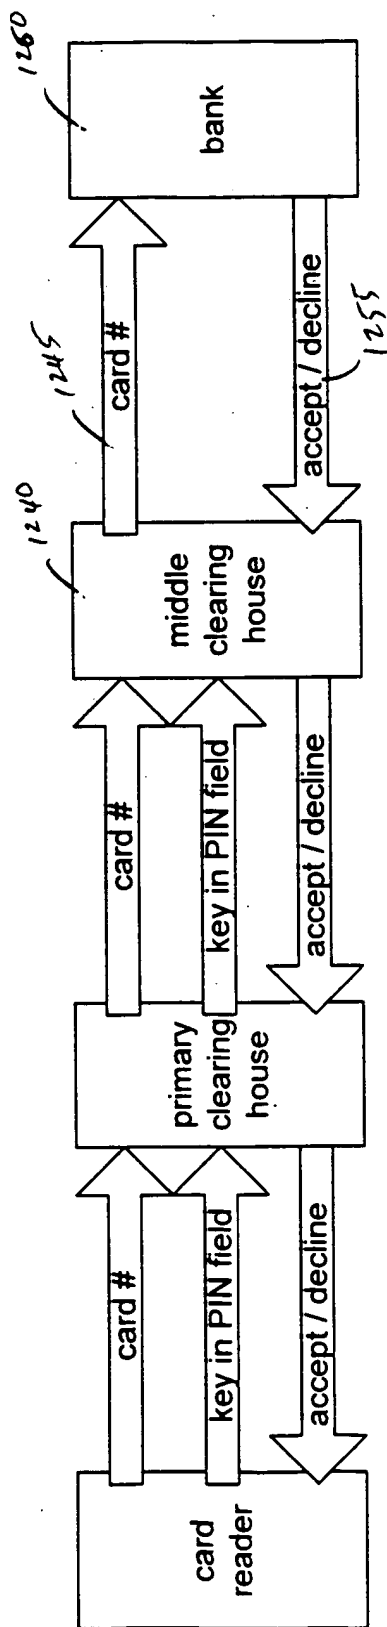 card
reader
card #
key in PIN field
accept / decline
primary
clearing
house
card #
key in PIN field
accept / decline
1240
middle
clearing
house
1245
card #
accept / decline
1255
1260
bank